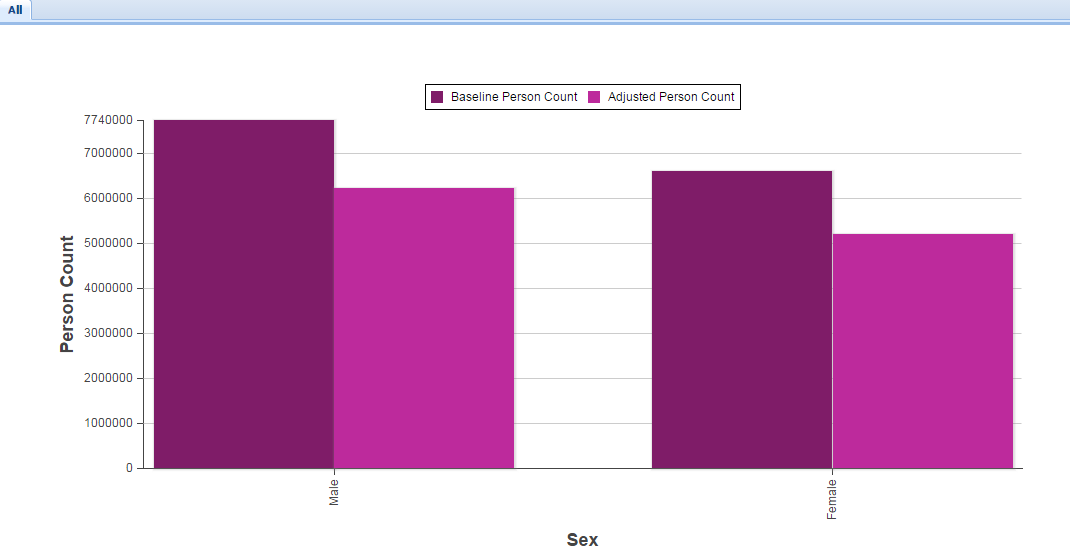 All
Baseline Person Count Adjusted Person Count
7740000
7000000
6000000
5000000
4000000
3000000
2000000
1000000
0
Person Count
Male
Female
Sex